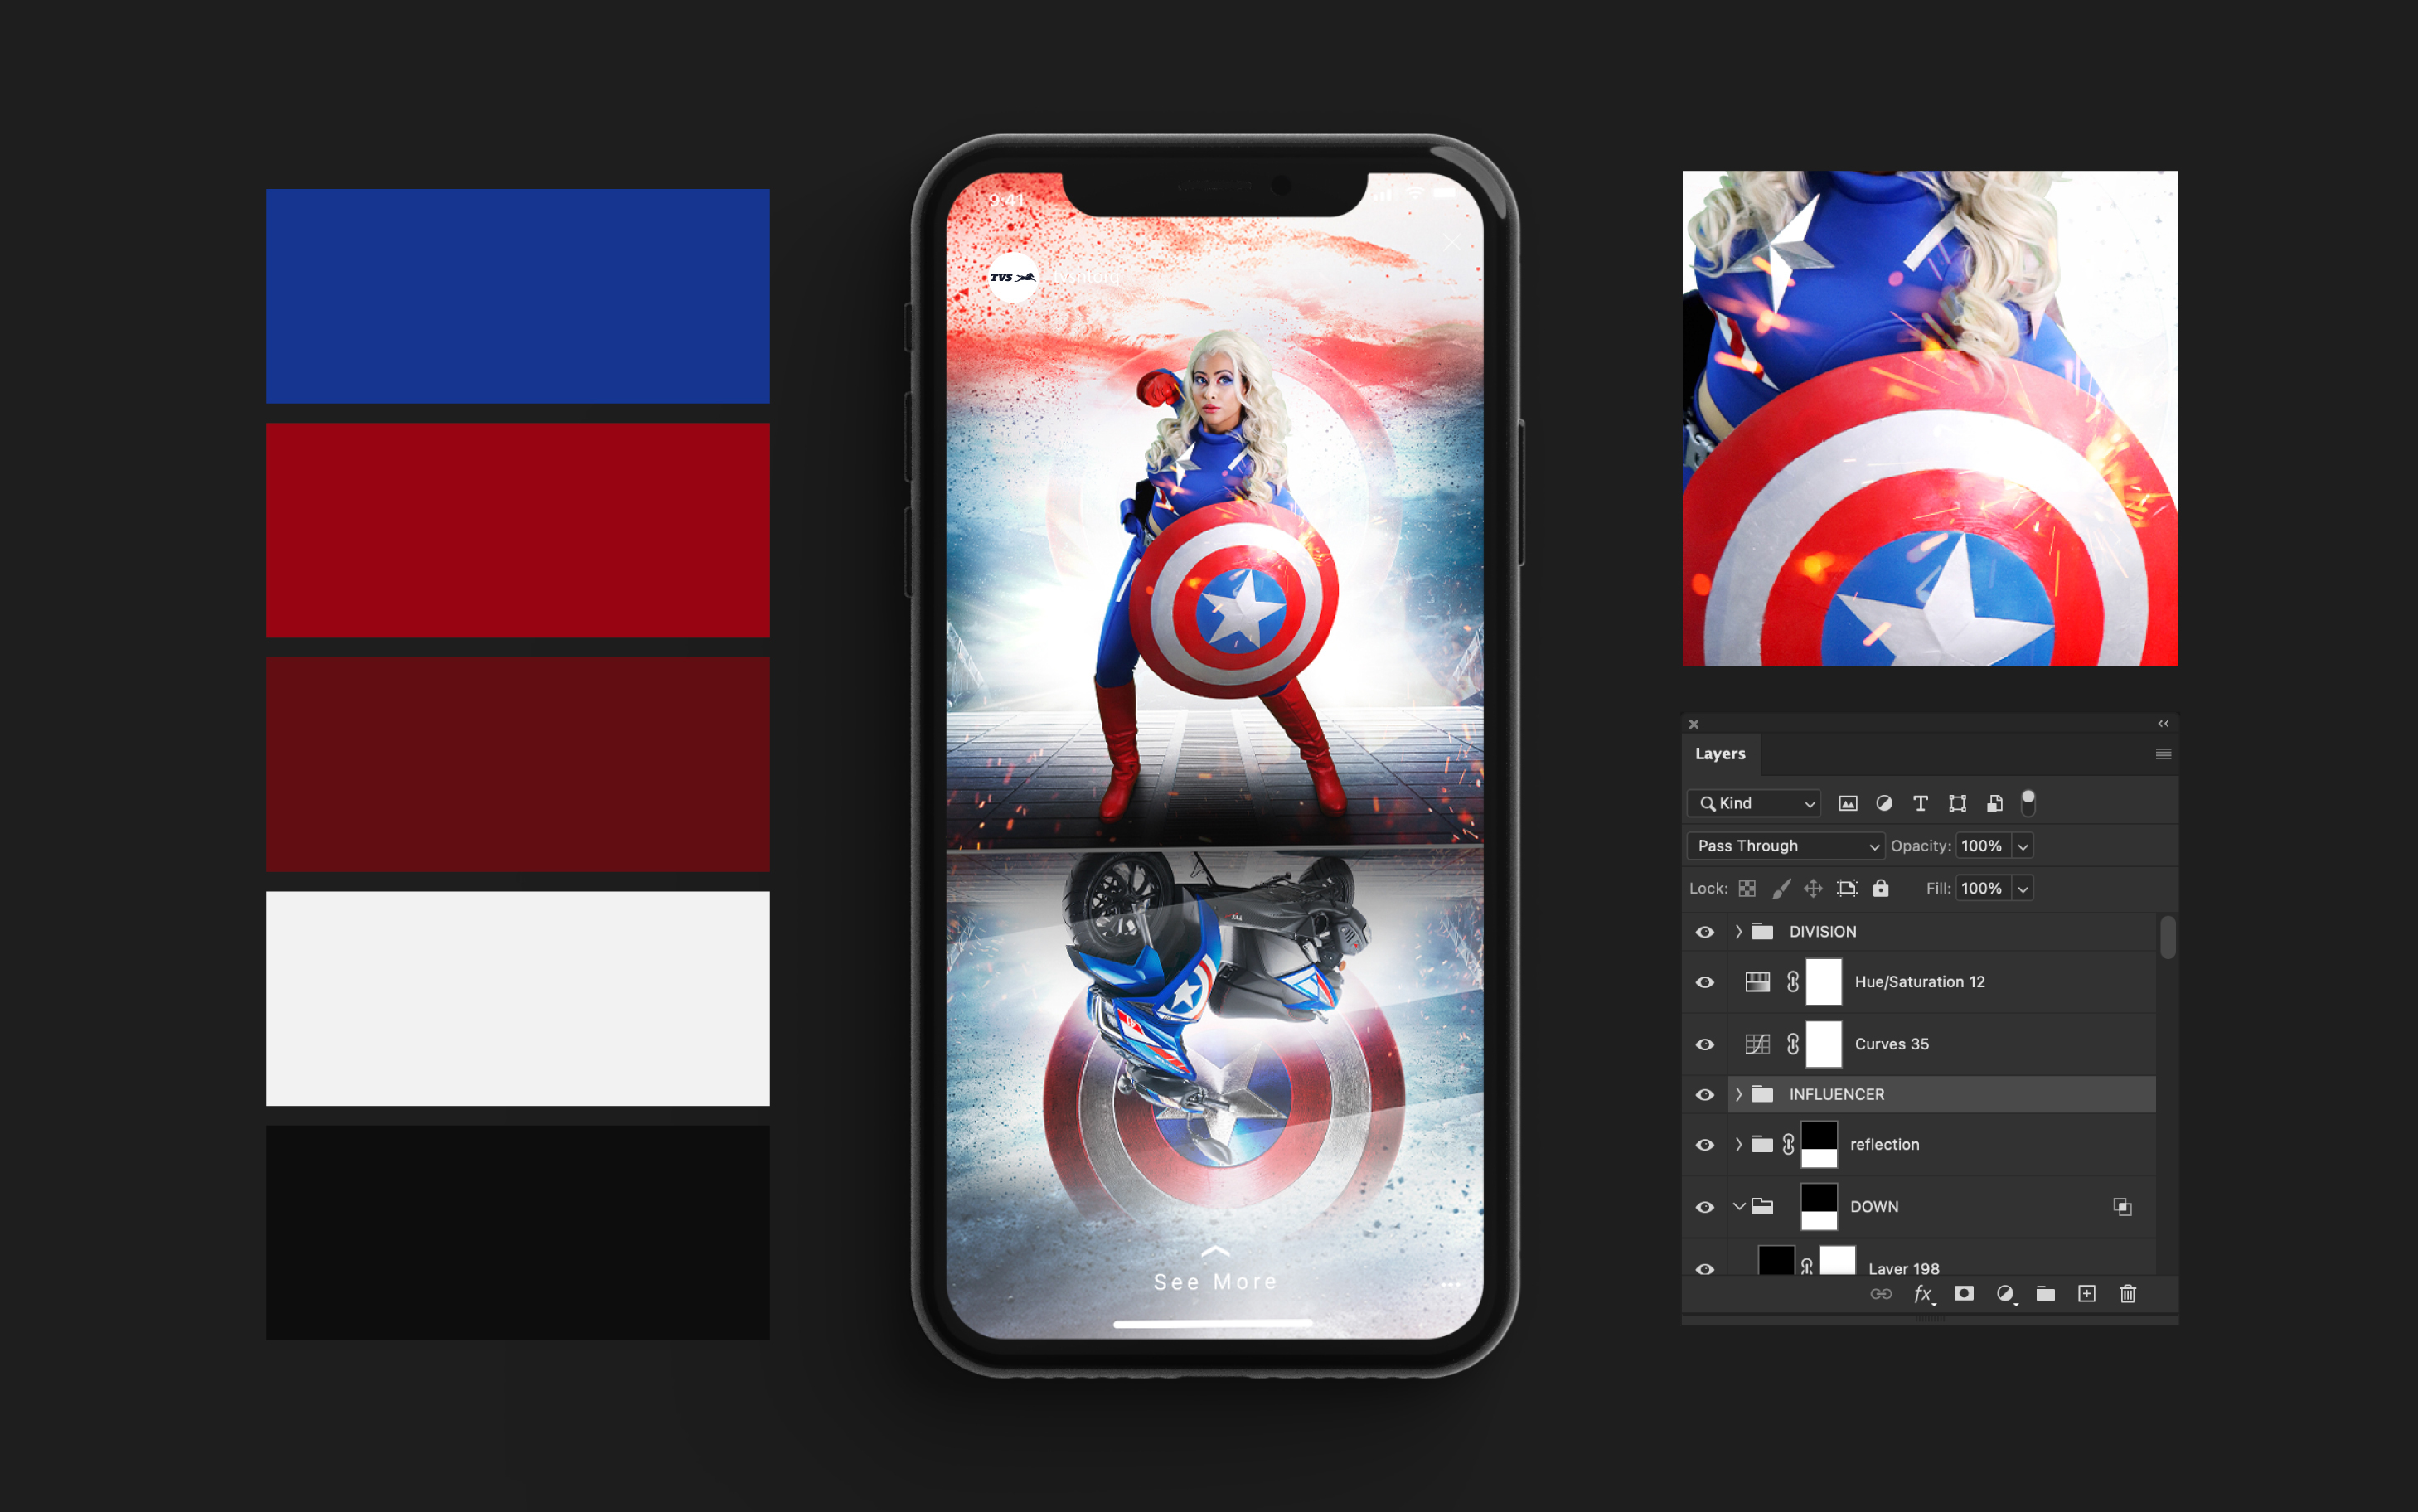 9:41
TVS
See More
Layers
Kind
Pass Through Opacity: 100%
Lock: Fill: 100%
DIVISION
Hue/Saturation 12
Curves 35
INFLUENCER
reflection
DOWN
Layer 198
fx